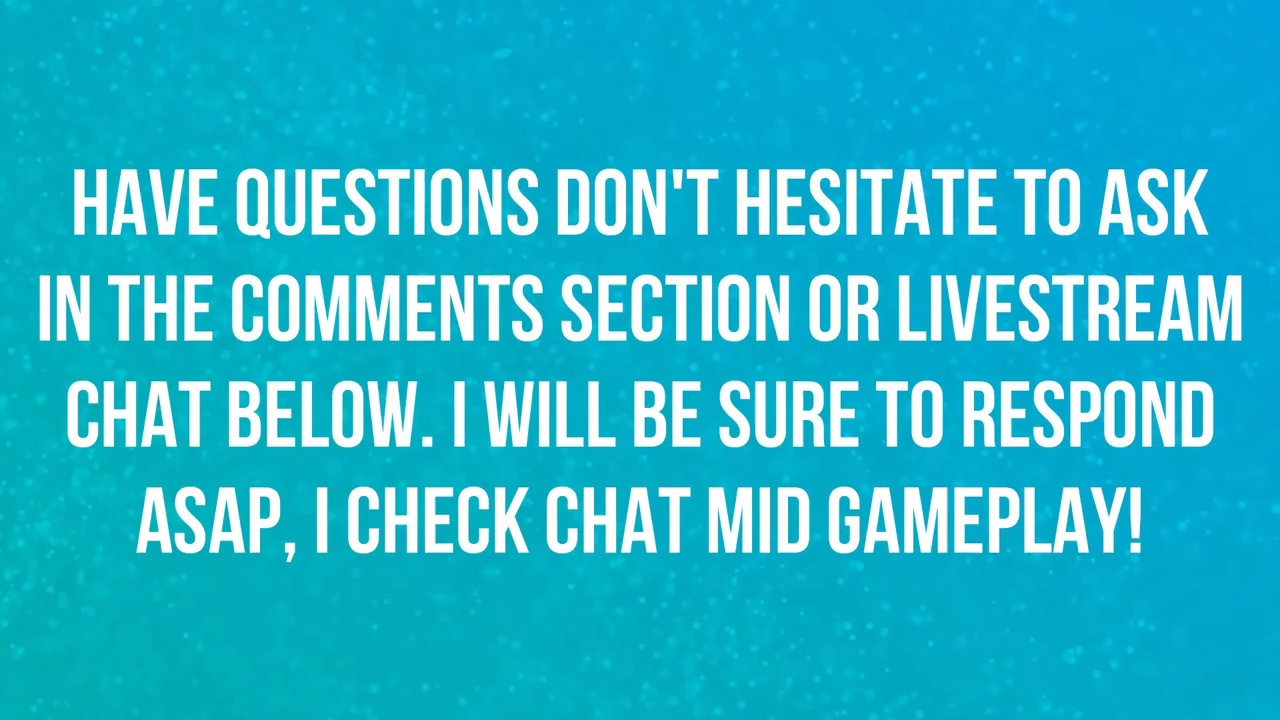 HAVE QUESTIONS DON'T HESITATE TO ASK
IN THE COMMENTS SECTION OR LIVESTREAM
CHAT BELOW. I WILL BE SURE TO RESPOND
ASAP, I CHECK CHAT MID GAMEPLAY!